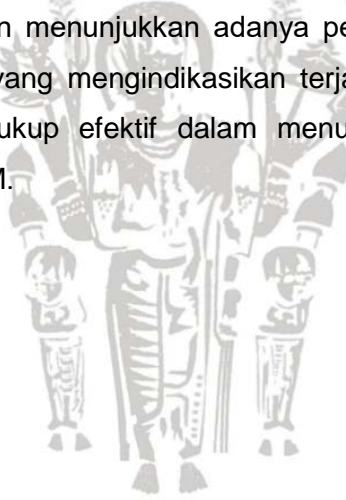 n menunjukkan adanya pe
yang mengindikasikan terja
ukup efektif dalam menu
M.